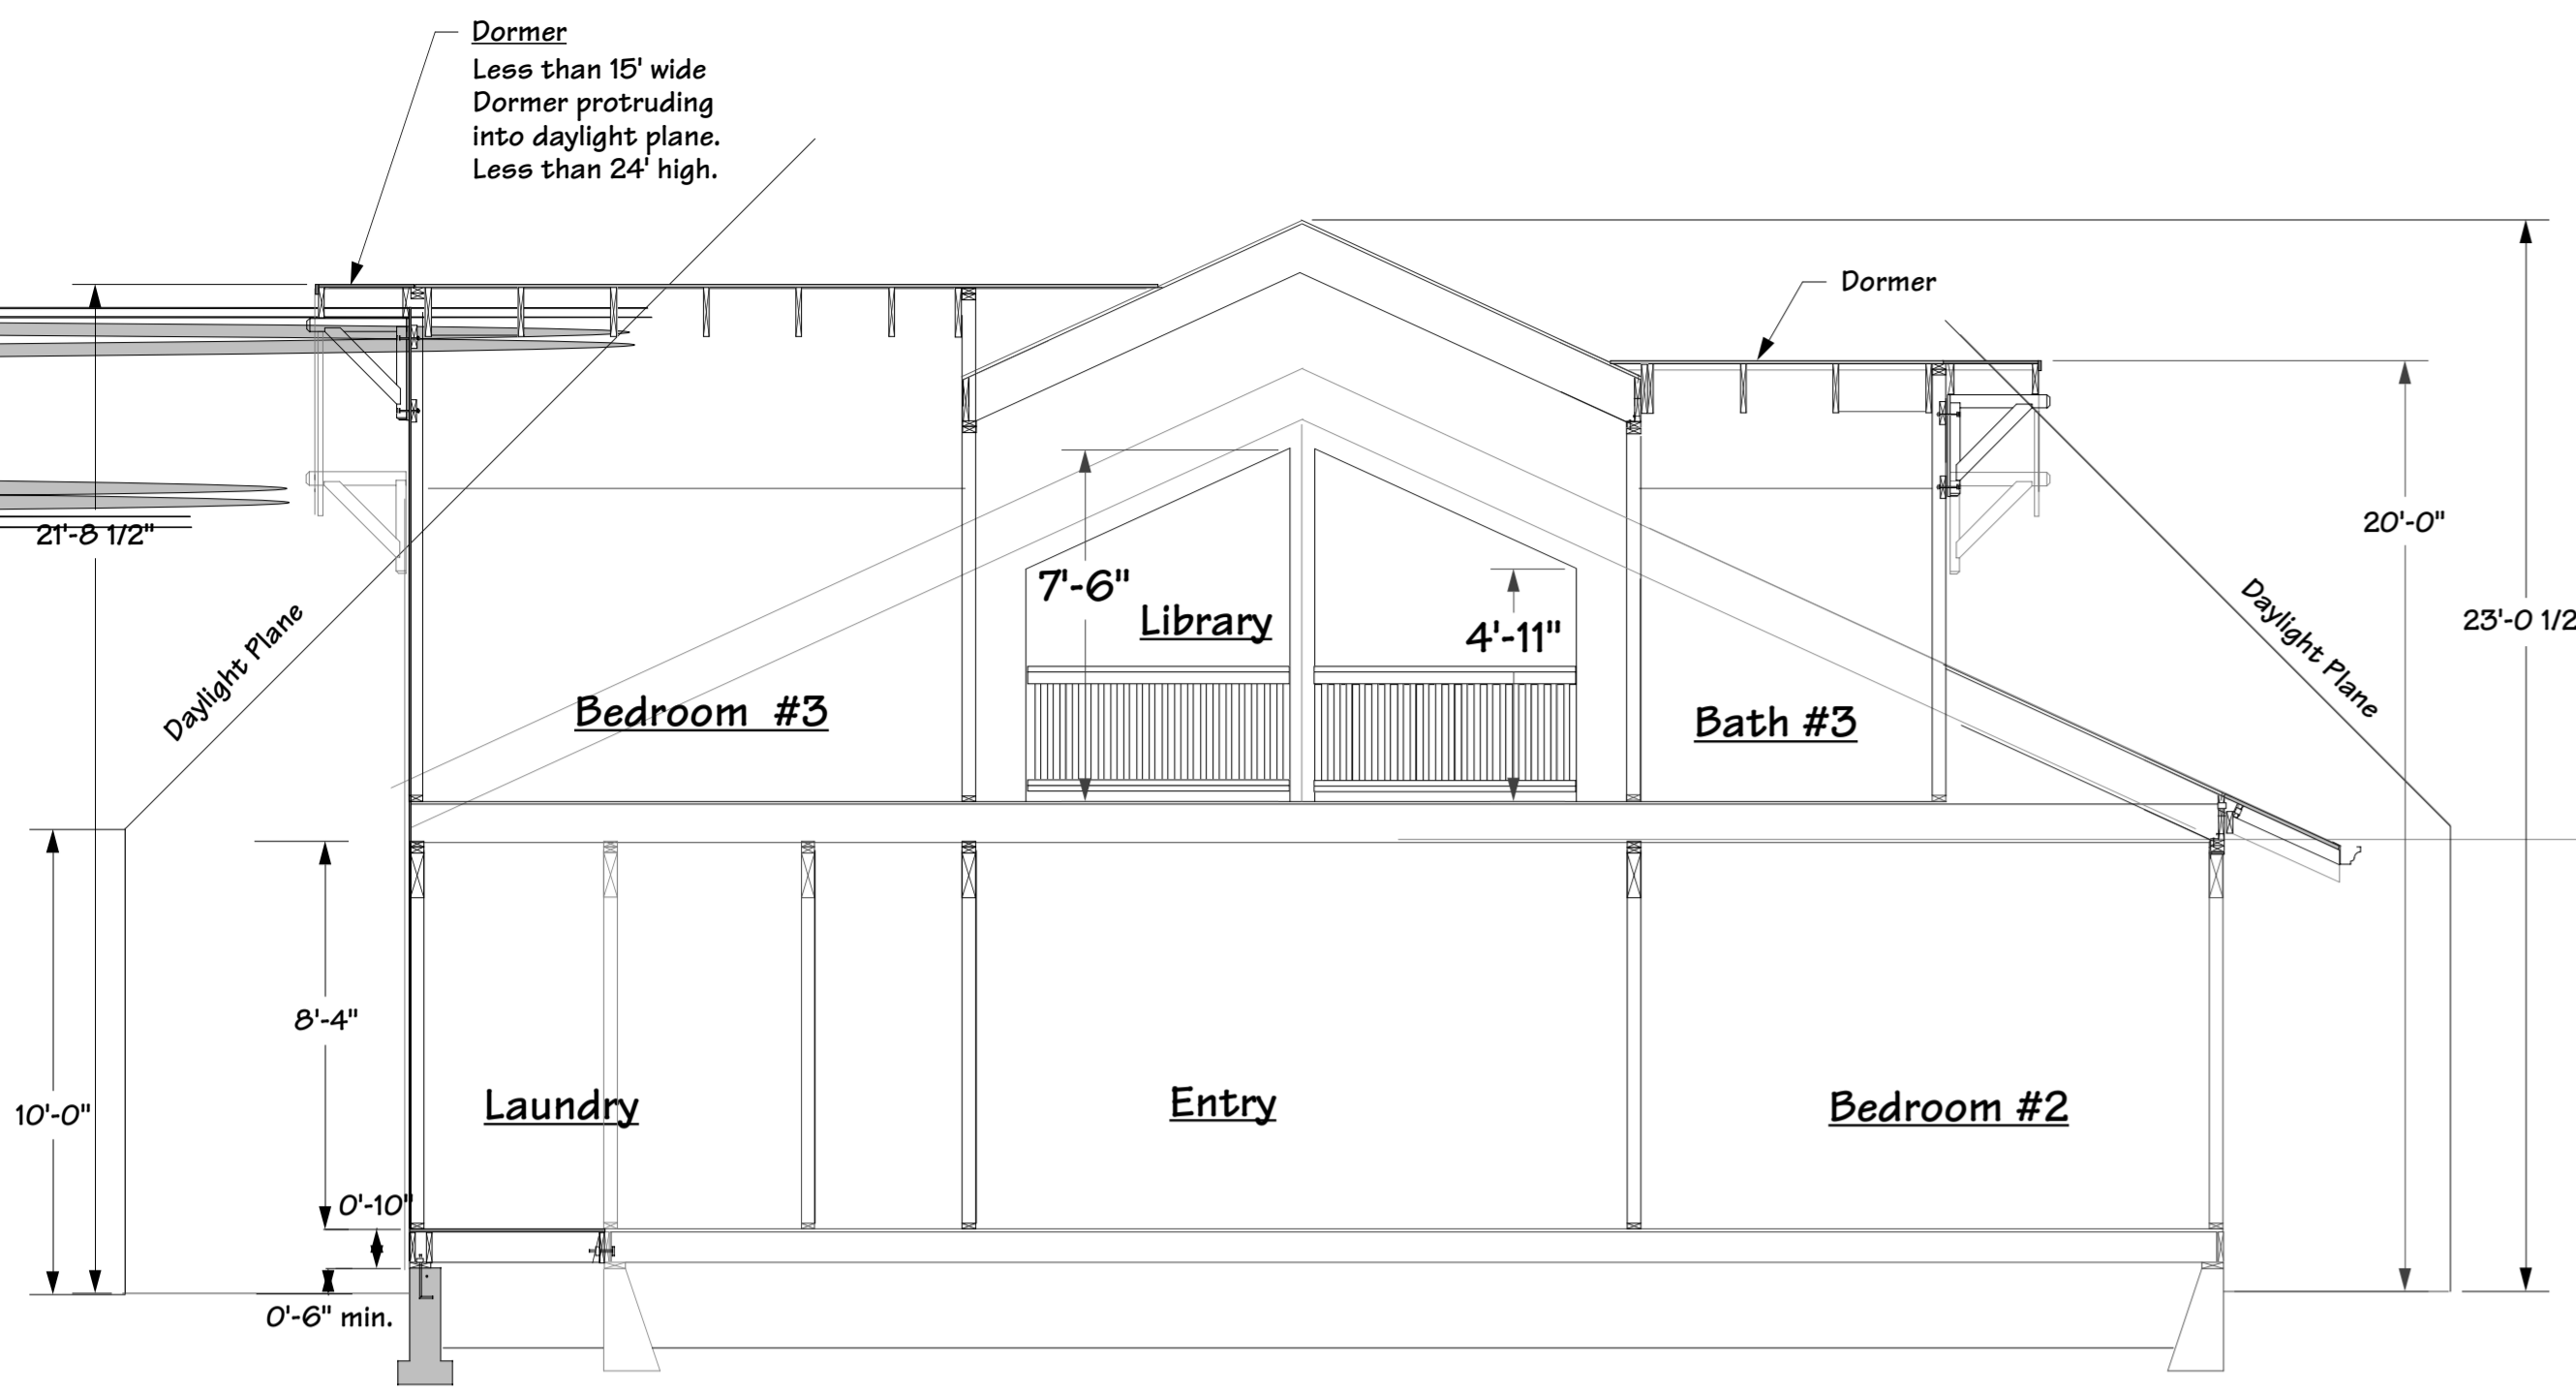 Dormer
Less than 15' wide
Dormer protruding
into daylight plane.
Less than 24' high.
Dormer
21'-8 1/2"
20'-0"
7'-6"
Library
4'-11"
23'-0 1/2
Daylight Plane
Daylight Plane
Bedroom #3
Bath #3
8'-4"
10'-0"
Laundry
Entry
Bedroom #2
0'-10"
0'-6" min.